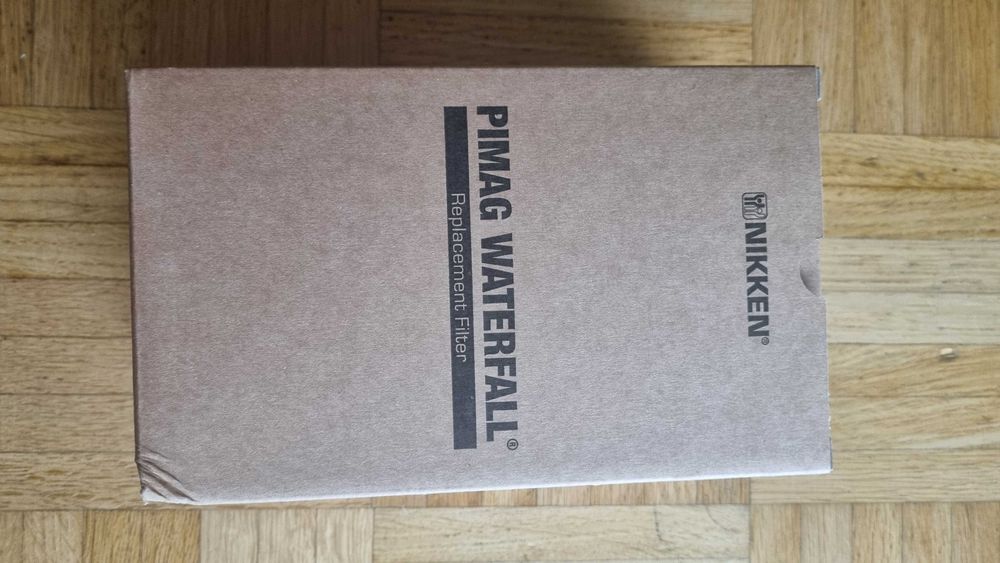 NIKKEN®
PIMAG WATERFALL®
Replacement Filter